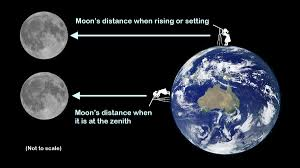 Moon's distance when rising or setting
Moon's distance when
it is at the zenith
(Not to scale)